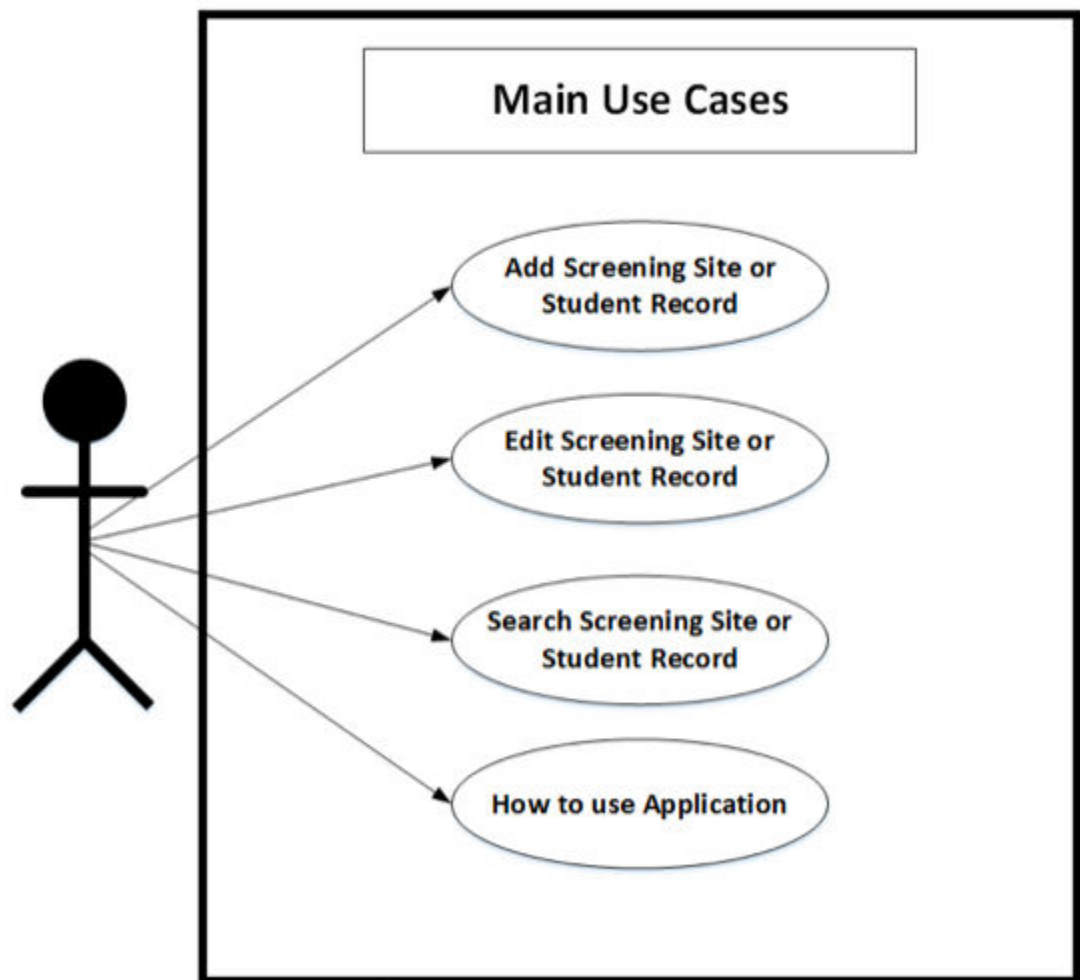 Main Use Cases
Add Screening Site or
Student Record
Edit Screening Site or
Student Record
Search Screening Site or
Student Record
How to use Application